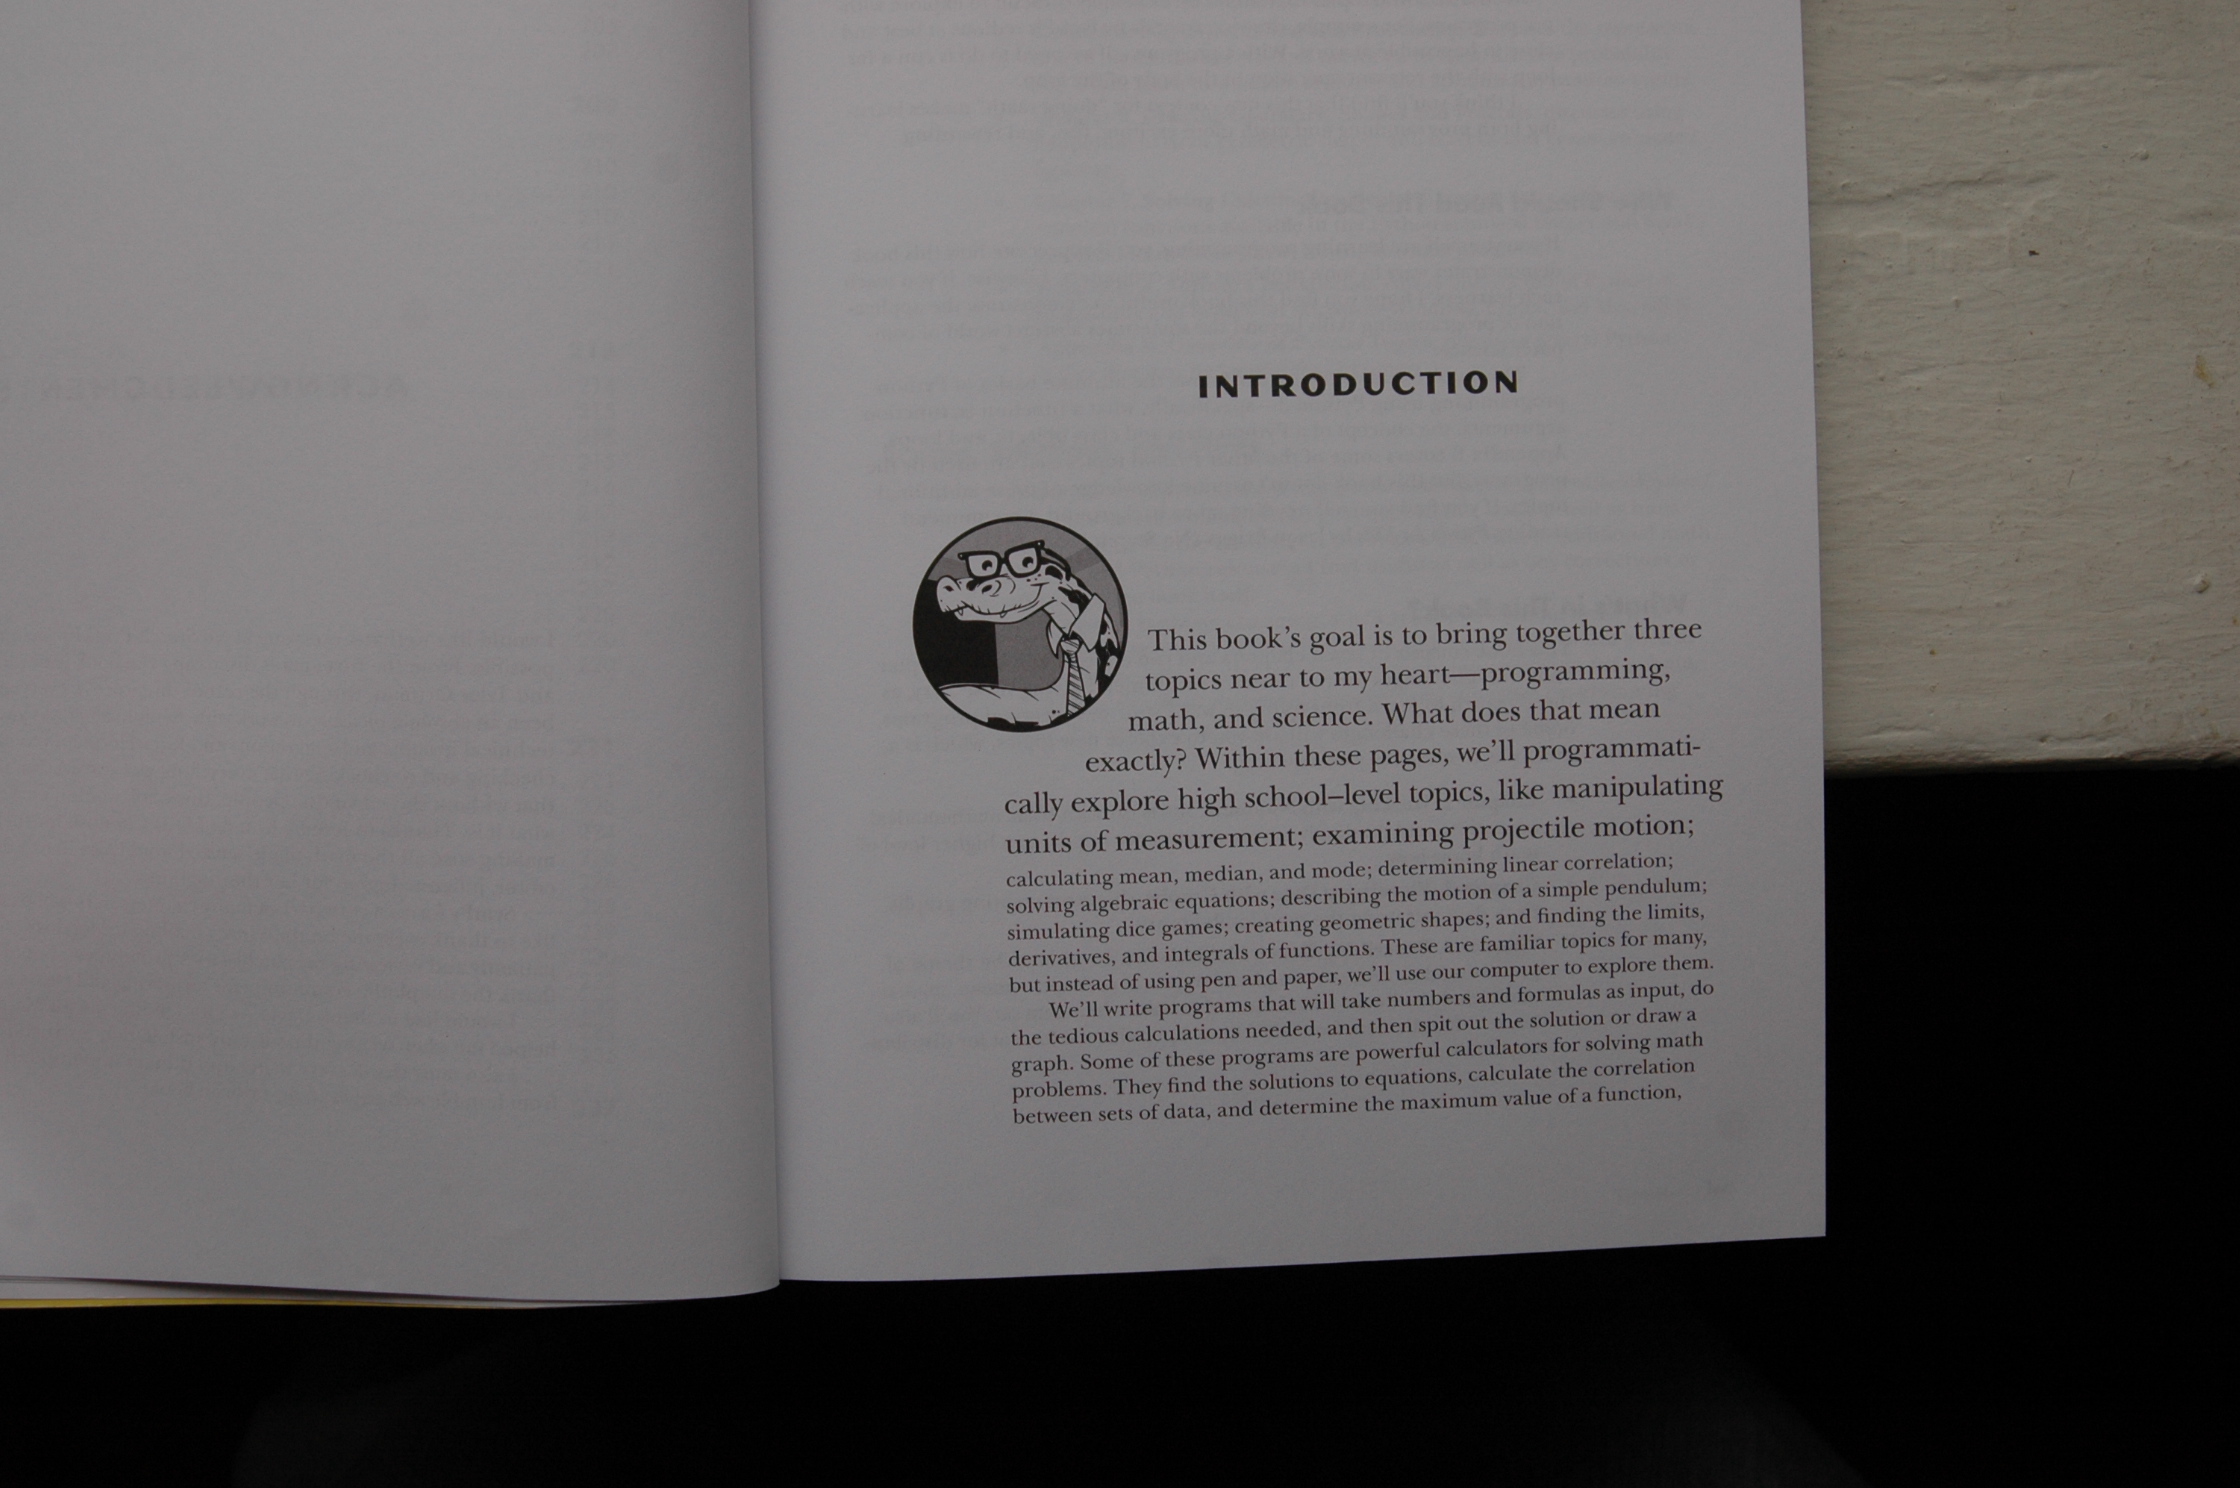 INTRODUCTION
This book's goal is to bring together three
topics near to my heart—programming,
math, and science. What does that mean
exactly? Within these pages, we'll programmati-
cally explore high school–level topics, like manipulating
units of measurement; examining projectile motion;
calculating mean, median, and mode; determining linear correlation;
solving algebraic equations; describing the motion of a simple pendulum;
simulating dice games; creating geometric shapes; and finding the limits,
derivatives, and integrals of functions. These are familiar topics for many,
but instead of using pen and paper, we'll use our computer to explore them.
We'll write programs that will take numbers and formulas as input, do
the tedious calculations needed, and then spit out the solution or draw a
graph. Some of these programs are powerful calculators for solving math
problems. They find the solutions to equations, calculate the correlation
between sets of data, and determine the maximum value of a function,